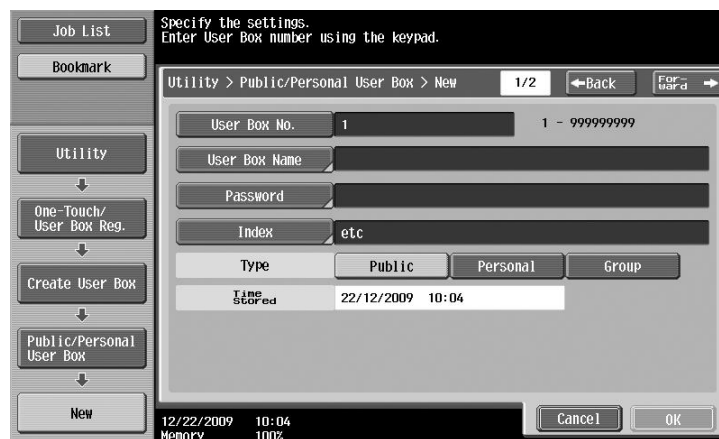 Job List
Bookmark
Specify the settings.
Enter User Box number using the keypad.
Utility > Public/Personal User Box > New
1/2
←Back
For-
ward →
Utility
One-Touch/
User Box Reg.
Create User Box
Public/Personal
User Box
New
User Box No.
1
1 - 999999999
User Box Name
Password
Index
etc
Type
Public
Personal
Group
Time
Stored
22/12/2009 10:04
Cancel
OK
12/22/2009 10:04
Memory 100%